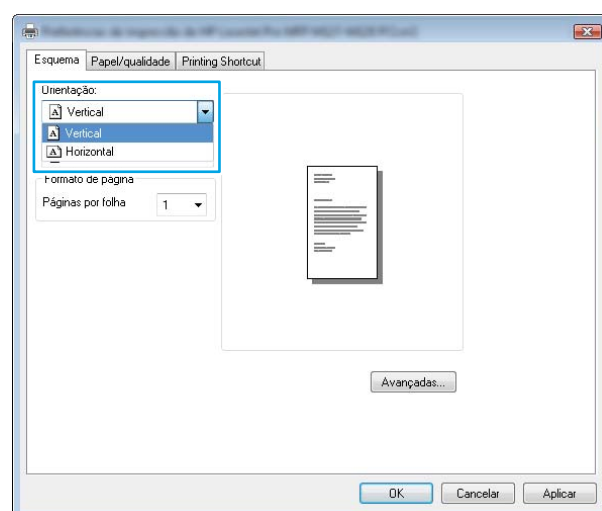 Esquema Papel/qualidade Printing Shortcut
Orientação:
Vertical
Vertical
Horizontal
Formato de página
Páginas por folha 1
Avançadas...
OK Cancelar Aplicar